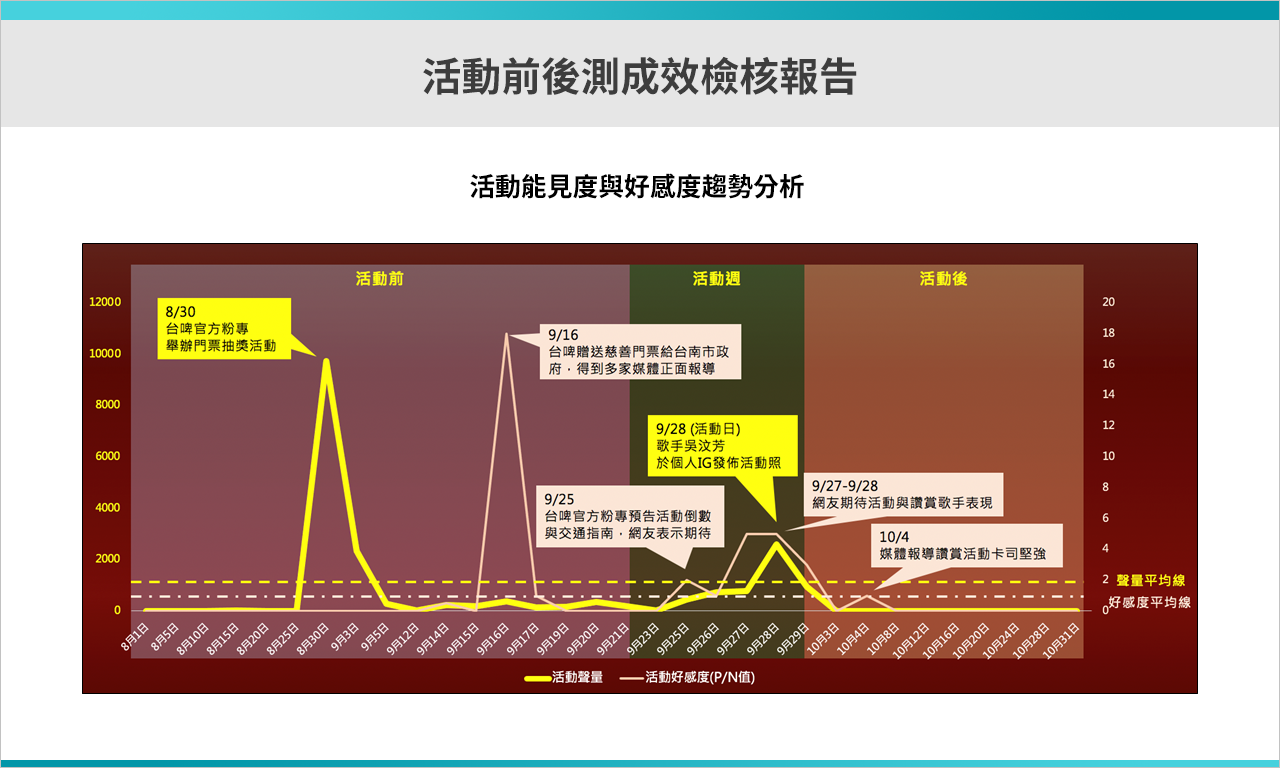 活動前後測成效檢核報告
活動能見度與好感度趨勢分析
活動前
活動週
活動後
12000
10000
8000
6000
4000
2000
0
20
18
16
14
12
10
8
6
4
2
0
8/30
台啤官方粉專
舉辦門票抽獎活動
9/16
台啤贈送慈善門票給台南市政
府，得到多家媒體正面報導
9/28 (活動日)
歌手吳汶芳
於個人IG發佈活動照
9/25
台啤官方粉專預告活動倒數
與交通指南，網友表示期待
9/27-9/28
網友期待活動與讚賞歌手表現
10/4
媒體報導讚賞活動卡司堅強
聲量平均線
好感度平均線
8月1日
8月5日
8月10日
8月15日
8月20日
8月25日
8月30日
9月3日
9月5日
9月12日
9月14日
9月15日
9月16日
9月17日
9月19日
9月20日
9月21日
9月23日
9月25日
9月26日
9月27日
9月28日
9月29日
10月3日
10月4日
10月8日
10月12日
10月16日
10月20日
10月24日
10月28日
10月31日
活動聲量
活動好感度(P/N值)